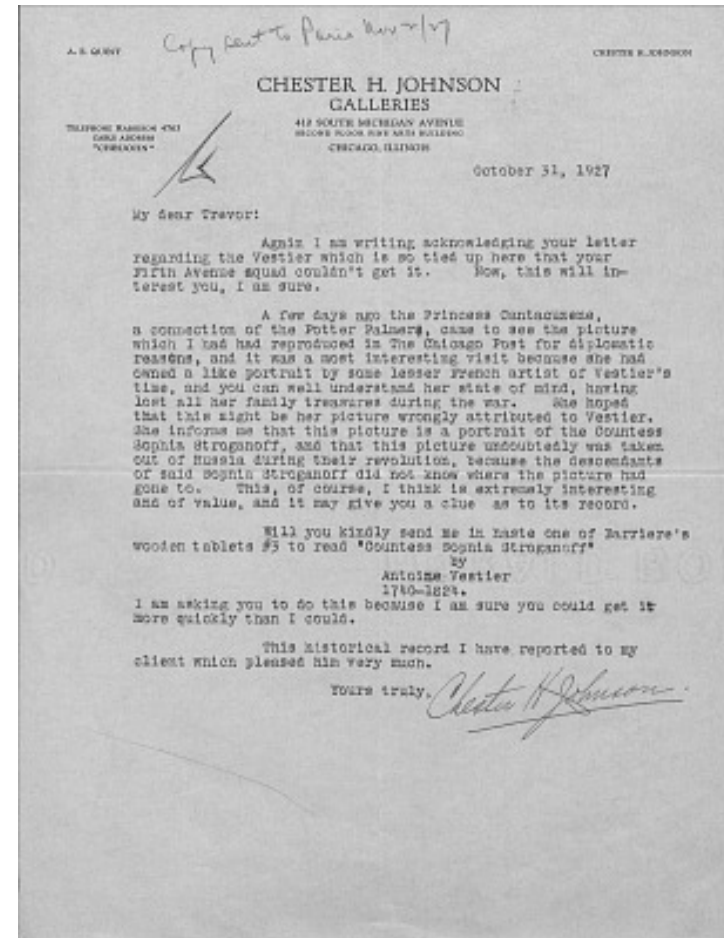 Copy sent to Paris Nov 2/27
A. S. QUINT
CHESTER H. JOHNSON
CHESTER H. JOHNSON
GALLERIES
410 SOUTH MICHIGAN AVENUE
SECOND FLOOR FINE ARTS BUILDING
CHICAGO, ILLINOIS
TELEPHONE HARRISON 4761
CABLE ADDRESS
October 31, 1927
My dear Trevor:
Again I am writing acknowledging your letter
regarding the Vestier which is so tied up here that your
Fifth Avenue squad couldn't get it. Now, this will in-
terest you, I am sure.
A few days ago the Princess Cantacuzene,
a connection of the Potter Palmers, came to see the picture
which I had had reproduced in The Chicago Post for diplomatic
reasons, and it was a most interesting visit because she had
owned a like portrait by some lesser French artist of Vestier's
time, and you can well understand her state of mind, having
lost all her family treasures during the war. She hoped
that this might be her picture wrongly attributed to Vestier.
She informs me that this picture is a portrait of the Countess
Sophia Stroganoff, and that this picture undoubtedly was taken
out of Russia during their revolution, because the descendants
of said Sophia Stroganoff did not know where the picture had
gone to. This, of course, I think is extremely interesting
and of value, and it may give you a clue as to its record.
Will you kindly send me in haste one of Barriere's
wooden tablets #3 to read "Countess Sophia Stroganoff"
by
Antoine Vestier
1740-1824.
I am asking you to do this because I am sure you could get it
more quickly than I could.
This historical record I have reported to my
client which pleased him very much.
Yours truly, Chester H Johnson.